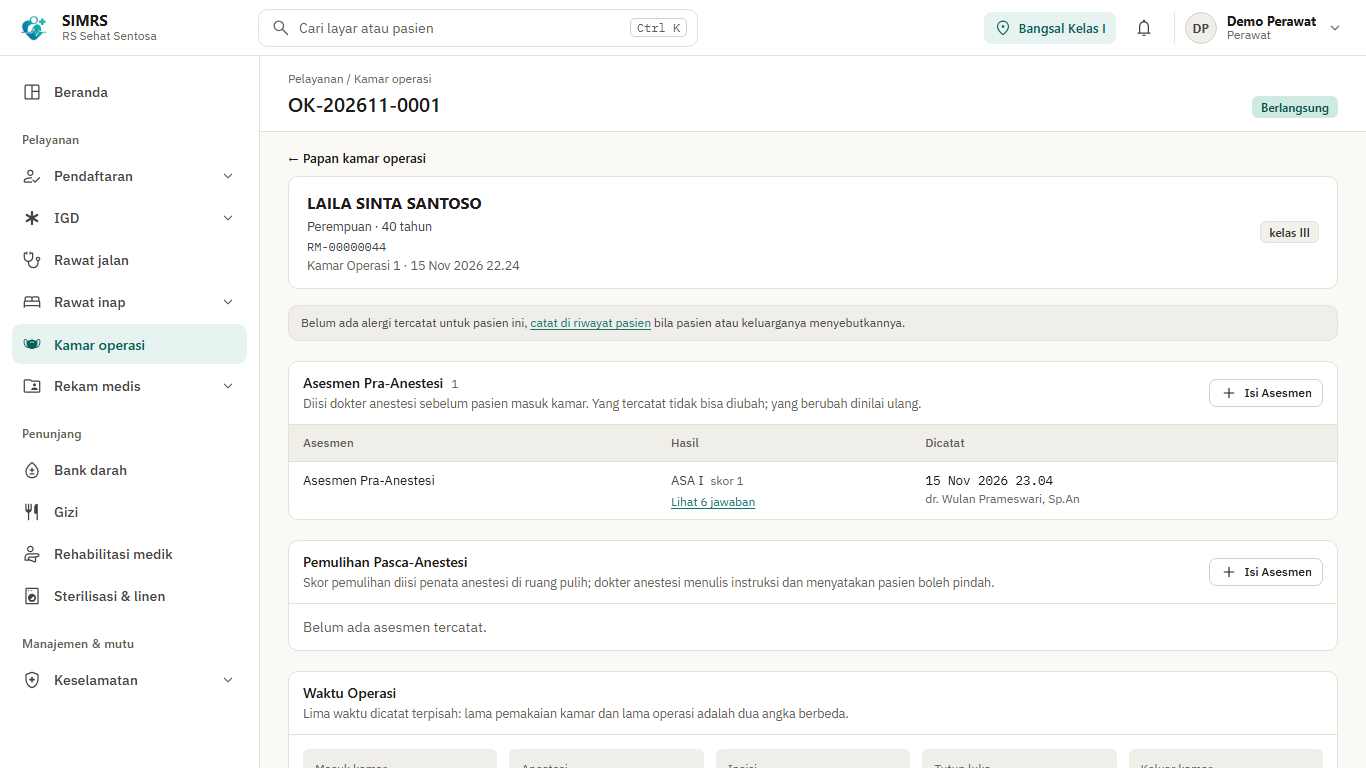 SIMRS
RS Sehat Sentosa
Cari layar atau pasien
Ctrl K
Bangsal Kelas I
DP
Demo Perawat
Perawat
Beranda
Pelayanan
Pendaftaran
IGD
Rawat jalan
Rawat inap
Kamar operasi
Rekam medis
Penunjang
Bank darah
Gizi
Rehabilitasi medik
Sterilisasi & linen
Manajemen & mutu
Keselamatan
Pelayanan / Kamar operasi
OK-202611-0001
Berlangsung
← Papan kamar operasi
LAILA SINTA SANTOSO
Perempuan · 40 tahun
RM-00000044
Kamar Operasi 1 · 15 Nov 2026 22.24
kelas III
Belum ada alergi tercatat untuk pasien ini, catat di riwayat pasien bila pasien atau keluarganya menyebutkannya.
Asesmen Pra-Anestesi 1
Diisi dokter anestesi sebelum pasien masuk kamar. Yang tercatat tidak bisa diubah; yang berubah dinilai ulang.
Isi Asesmen
Asesmen Hasil Dicatat
Asesmen Pra-Anestesi ASA I skor 1 15 Nov 2026 23.04
Lihat 6 jawaban dr. Wulan Prameswari, Sp.An
Pemulihan Pasca-Anestesi
Skor pemulihan diisi penata anestesi di ruang pulih; dokter anestesi menulis instruksi dan menyatakan pasien boleh pindah.
Isi Asesmen
Belum ada asesmen tercatat.
Waktu Operasi
Lima waktu dicatat terpisah: lama pemakaian kamar dan lama operasi adalah dua angka berbeda.